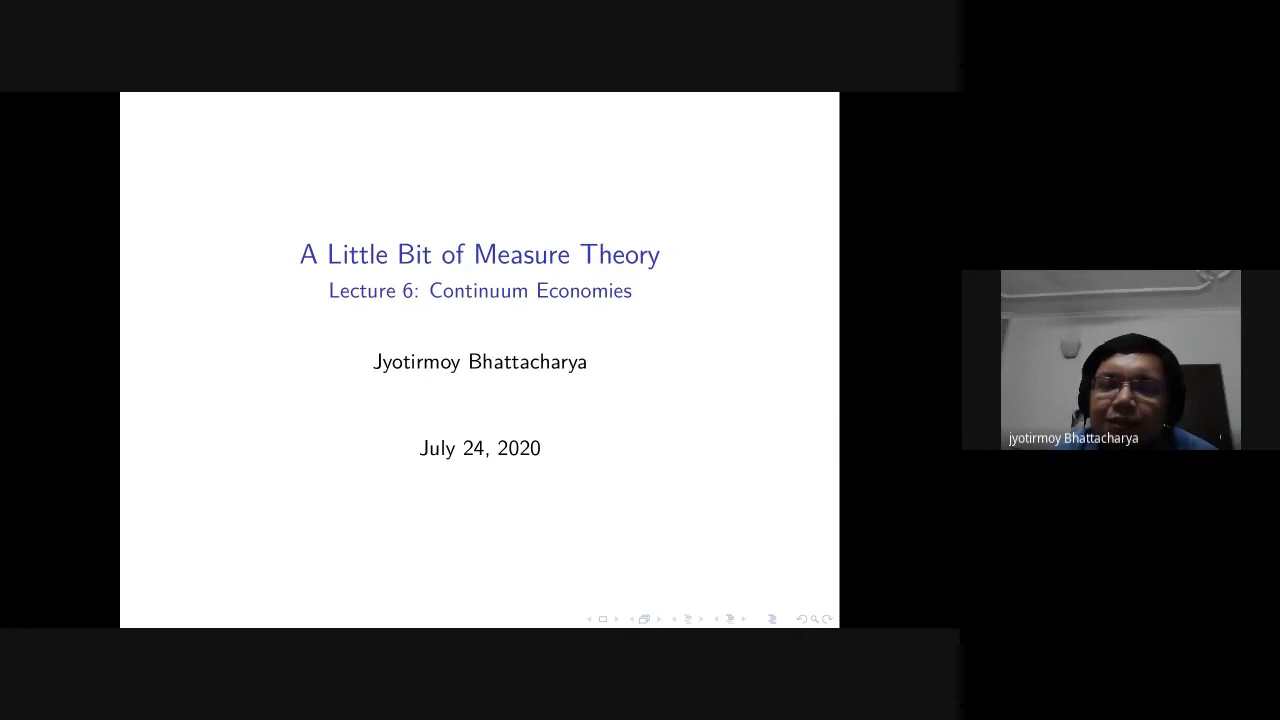 A Little Bit of Measure Theory
Lecture 6: Continuum Economies
Jyotirmoy Bhattacharya
July 24, 2020
jyotirmoy Bhattacharya